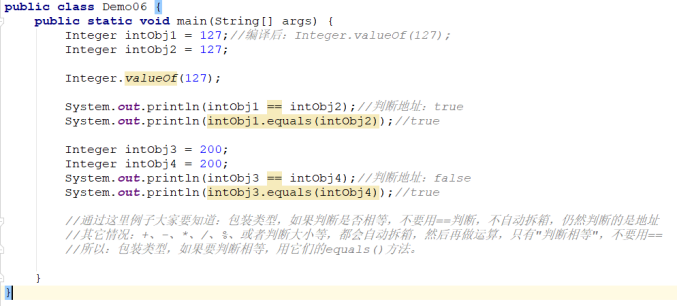 public class Demo06 {
public static void main(String[] args) {
Integer intObj1 = 127;//编译后：Integer.valueOf(127);
Integer intObj2 = 127;
Integer.valueOf(127);
System.out.println(intObj1 == intObj2);//判断地址：true
System.out.println(intObj1.equals(intObj2));//true
Integer intObj3 = 200;
Integer intObj4 = 200;
System.out.println(intObj3 == intObj4);//判断地址：false
System.out.println(intObj3.equals(intObj4));//true
//通过这里例子大家要知道：包装类型，如果判断是否相等，不要用==判断，不自动拆箱，仍然判断的是地址
//其它情况：+、-、*、/、%、或者判断大小等，都会自动拆箱，然后再做运算，只有"判断相等"，不要用==
//所以：包装类型，如果要判断相等，用它们的equals()方法。
}
}